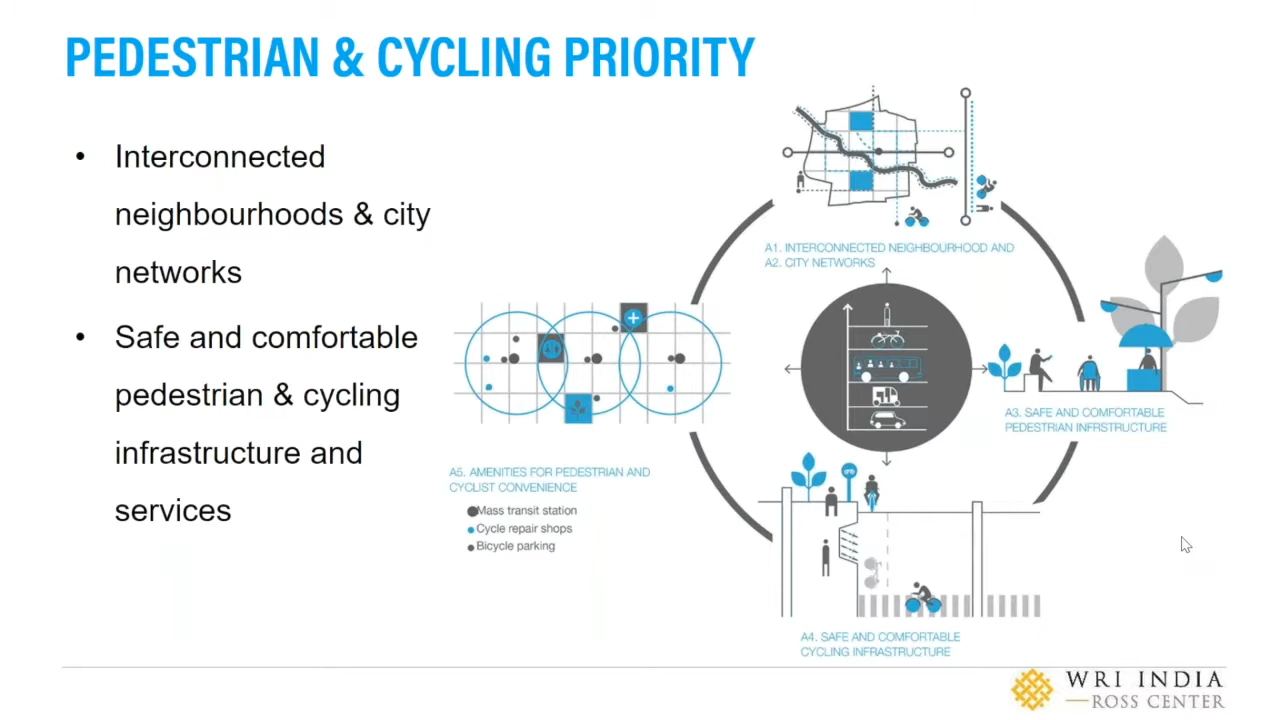 PEDESTRIAN & CYCLING PRIORITY
• Interconnected
neighbourhoods & city
networks
• Safe and comfortable
pedestrian & cycling
infrastructure and
services
A1. INTERCONNECTED NEIGHBOURHOOD AND
A2. CITY NETWORKS
A3. SAFE AND COMFORTABLE
PEDESTRIAN INFRSTRUCTURE
A5. AMENITIES FOR PEDESTRIAN AND
CYCLIST CONVENIENCE
Mass transit station
Cycle repair shops
Bicycle parking
A4. SAFE AND COMFORTABLE
CYCLING INFRASTRUCTURE
WRI INDIA
ROSS CENTER